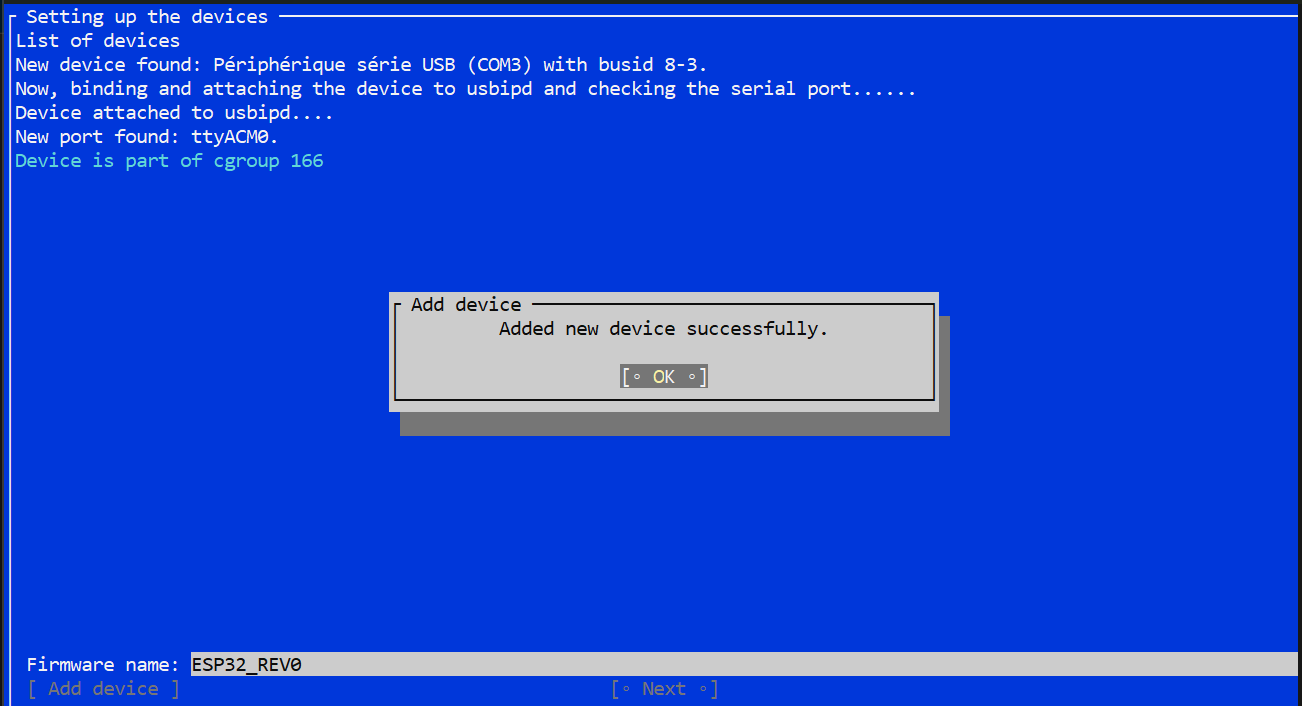 Setting up the devices
List of devices
New device found: Périphérique série USB (COM3) with busid 8-3.
Now, binding and attaching the device to usbipd and checking the serial port......
Device attached to usbipd....
New port found: ttyACM0.
Device is part of cgroup 166
Add device
Added new device successfully.
[◦ OK ◦]
Firmware name: ESP32_REV0
[ Add device ] [◦ Next ◦]